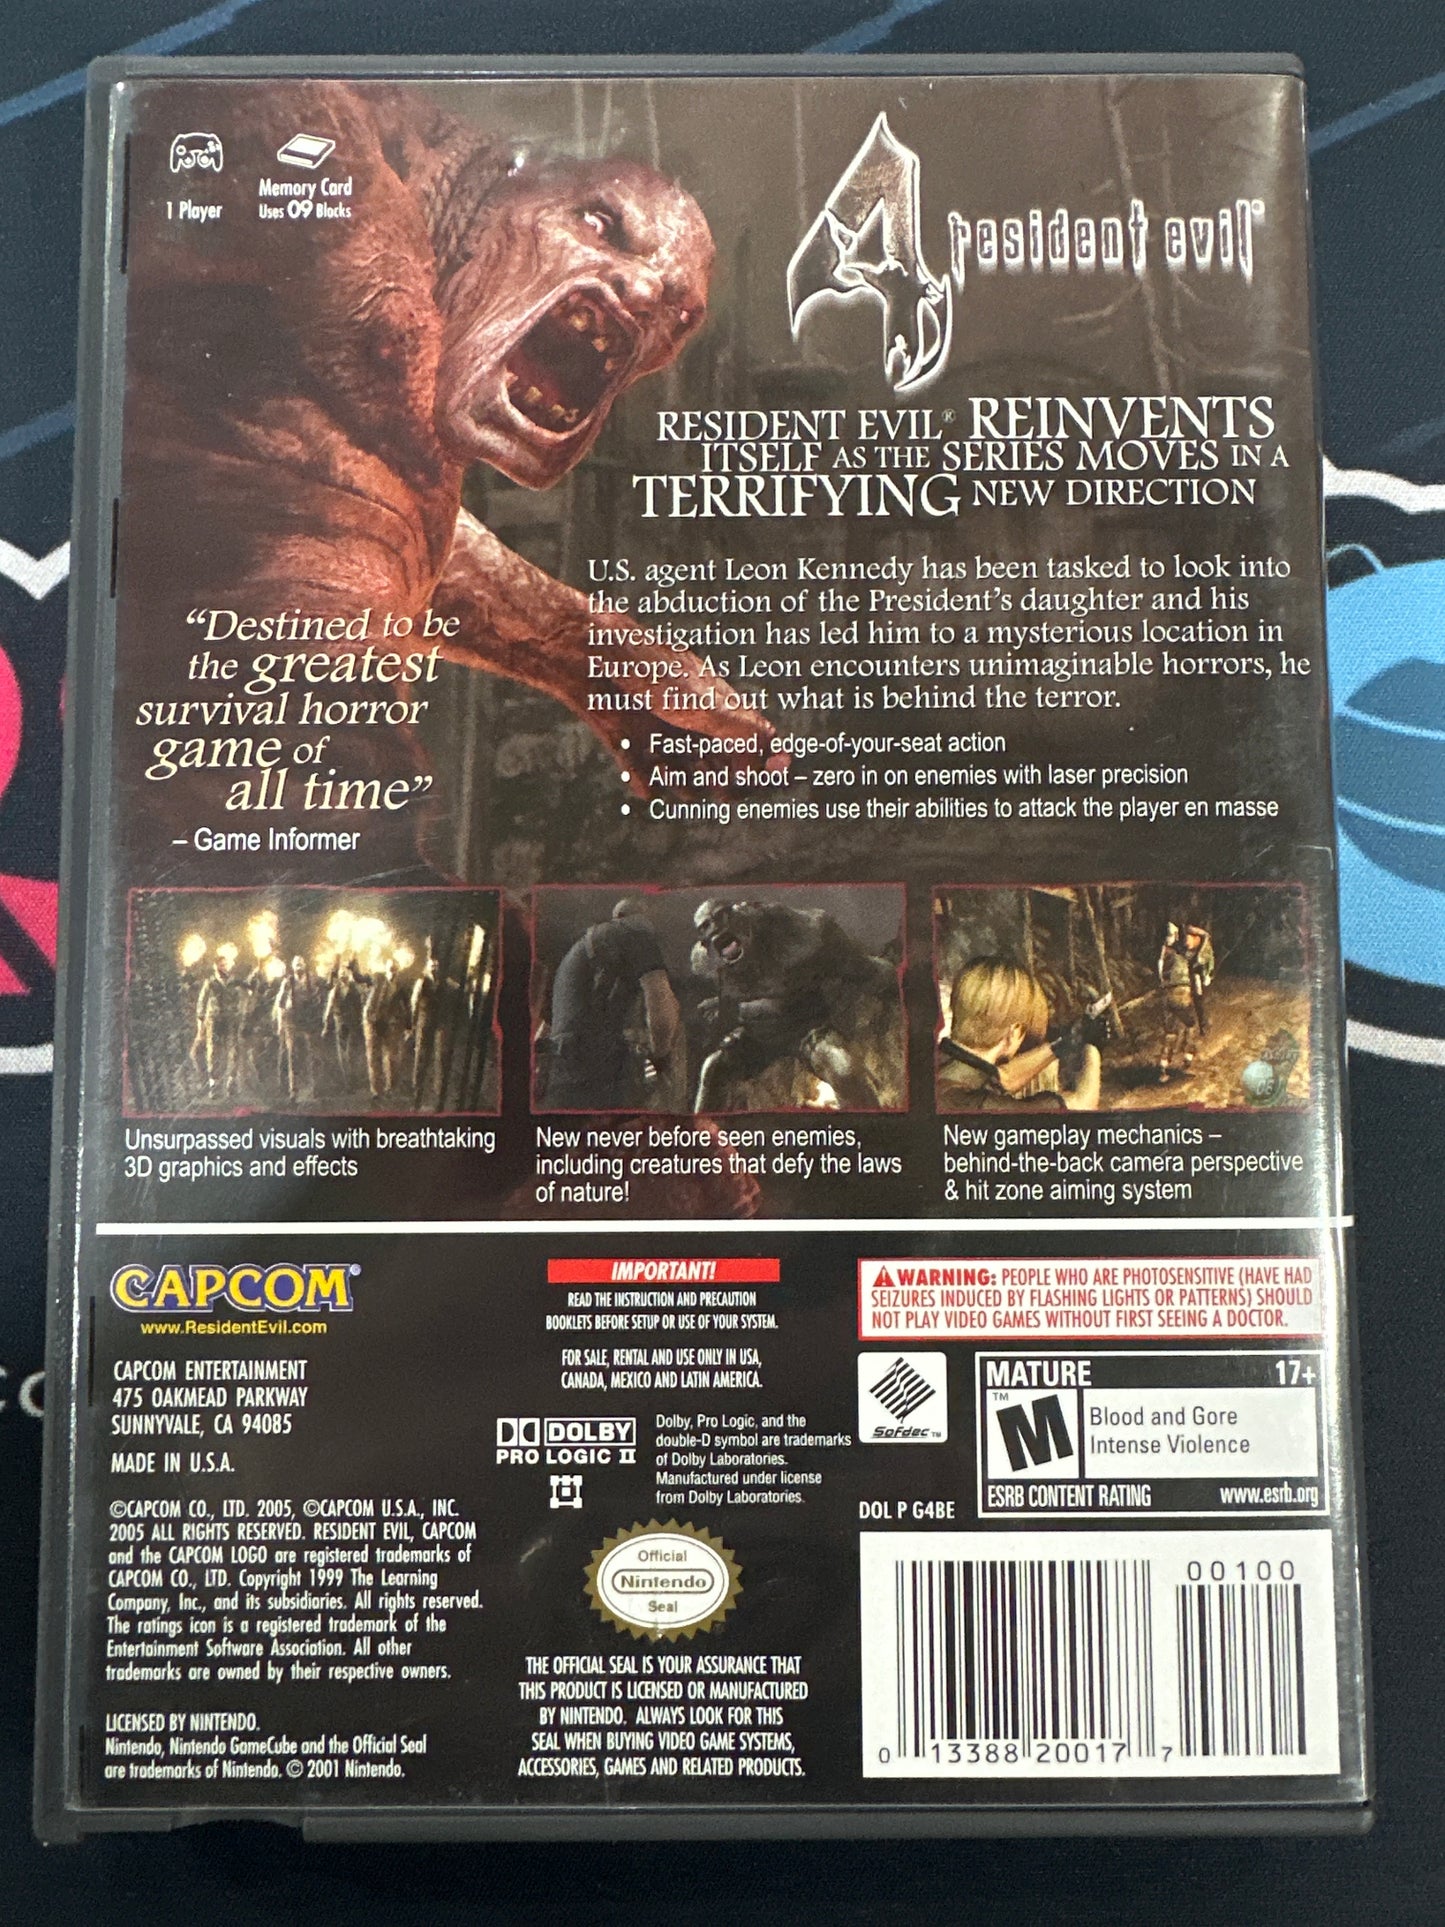 1 Player
Memory Card
Uses 09 Blocks
4 resident evil®
RESIDENT EVIL® REINVENTS
ITSELF AS THE SERIES MOVES IN A
TERRIFYING NEW DIRECTION
U.S. agent Leon Kennedy has been tasked to look into
the abduction of the President's daughter and his
investigation has led him to a mysterious location in
Europe. As Leon encounters unimaginable horrors, he
must find out what is behind the terror.
• Fast-paced, edge-of-your-seat action
• Aim and shoot – zero in on enemies with laser precision
• Cunning enemies use their abilities to attack the player en masse
“Destined to be
the greatest
survival horror
game of
all time”
– Game Informer
Unsurpassed visuals with breathtaking
3D graphics and effects
New never before seen enemies,
including creatures that defy the laws
of nature!
New gameplay mechanics –
behind-the-back camera perspective
& hit zone aiming system
CAPCOM®
www.ResidentEvil.com
CAPCOM ENTERTAINMENT
475 OAKMEAD PARKWAY
SUNNYVALE, CA 94085
MADE IN U.S.A.
©CAPCOM CO., LTD. 2005, ©CAPCOM U.S.A., INC.
2005 ALL RIGHTS RESERVED. RESIDENT EVIL, CAPCOM
and the CAPCOM LOGO are registered trademarks of
CAPCOM CO., LTD. Copyright 1999 The Learning
Company, Inc., and its subsidiaries. All rights reserved.
The ratings icon is a registered trademark of the
Entertainment Software Association. All other
trademarks are owned by their respective owners.
LICENSED BY NINTENDO.
Nintendo, Nintendo GameCube and the Official Seal
are trademarks of Nintendo. © 2001 Nintendo.
IMPORTANT!
READ THE INSTRUCTION AND PRECAUTION
BOOKLETS BEFORE SETUP OR USE OF YOUR SYSTEM.
FOR SALE, RENTAL AND USE ONLY IN USA,
CANADA, MEXICO AND LATIN AMERICA.
DOLBY
PRO LOGIC II
Dolby, Pro Logic, and the
double-D symbol are trademarks
of Dolby Laboratories.
Manufactured under license
from Dolby Laboratories.
Official
Nintendo
Seal
THE OFFICIAL SEAL IS YOUR ASSURANCE THAT
THIS PRODUCT IS LICENSED OR MANUFACTURED
BY NINTENDO. ALWAYS LOOK FOR THIS
SEAL WHEN BUYING VIDEO GAME SYSTEMS,
ACCESSORIES, GAMES AND RELATED PRODUCTS.
WARNING: PEOPLE WHO ARE PHOTOSENSITIVE (HAVE HAD
SEIZURES INDUCED BY FLASHING LIGHTS OR PATTERNS) SHOULD
NOT PLAY VIDEO GAMES WITHOUT FIRST SEEING A DOCTOR.
Sofdec™
MATURE 17+
M™
Blood and Gore
Intense Violence
ESRB CONTENT RATING www.esrb.org
DOL P G4BE
00100
0 13388 20017 7